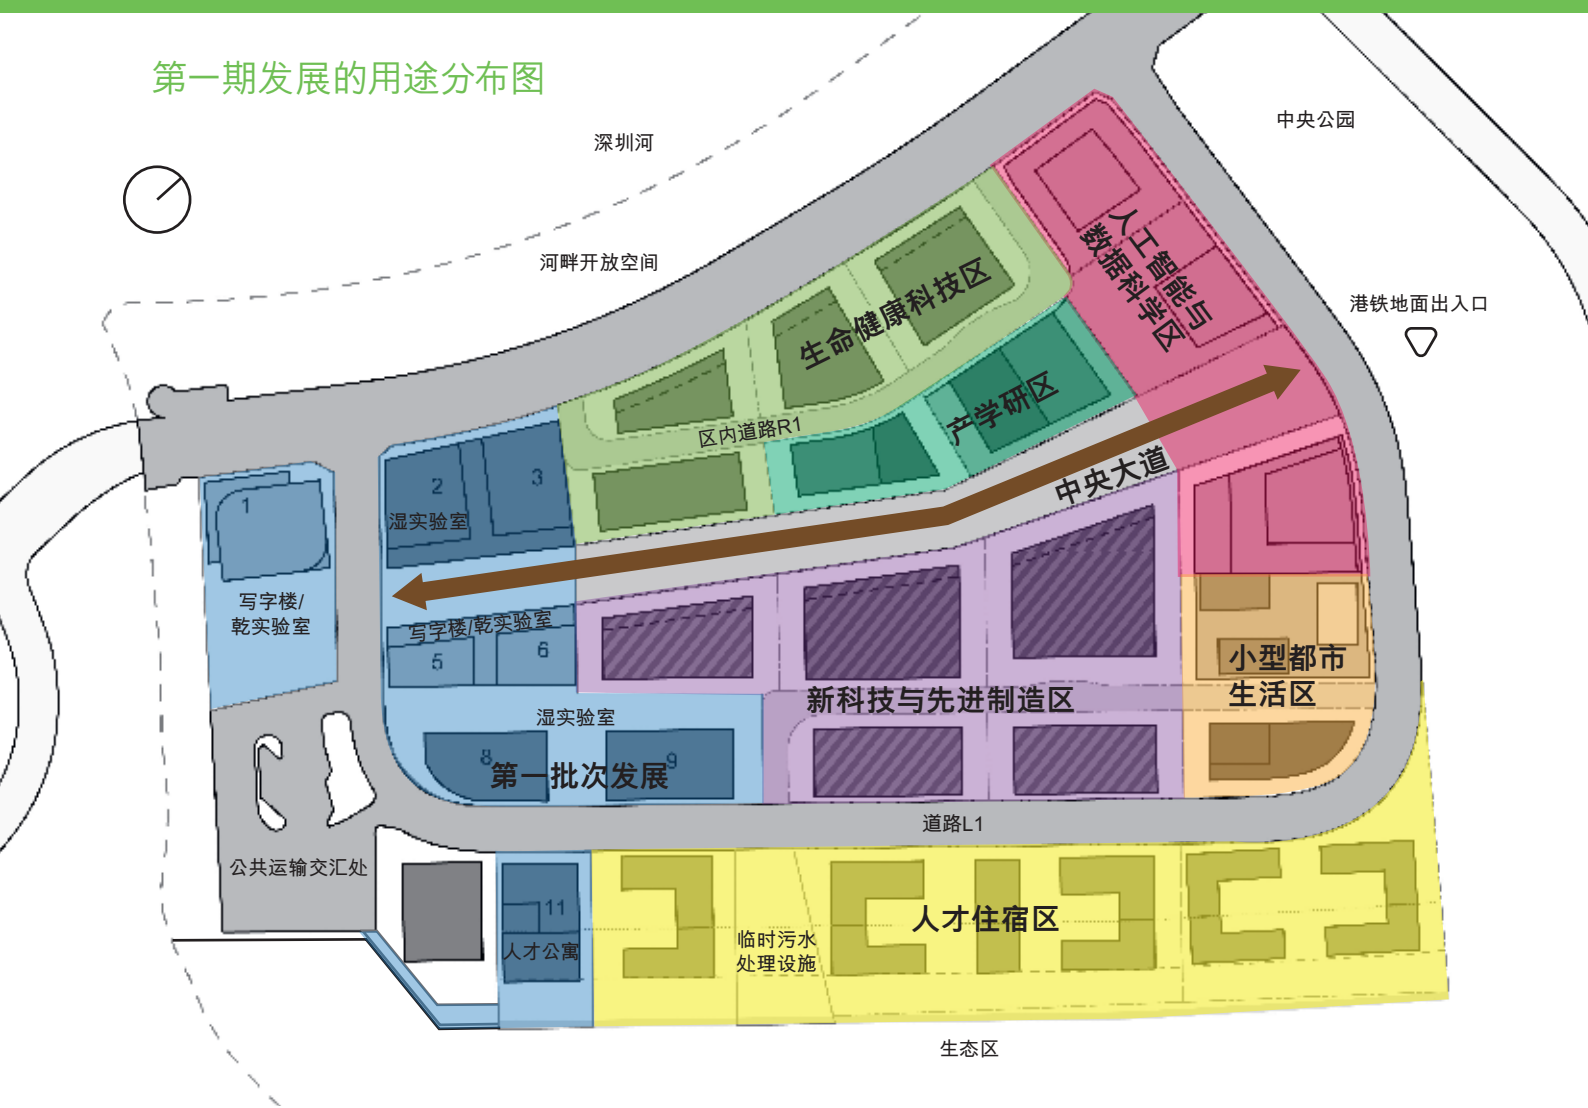 第一期发展的用途分布图
深圳河
中央公园
河畔开放空间
人工智能与
数据科学区
港铁地面出入口
生命健康科技区
产学研区
区内道路R1
中央大道
1
2
3
湿实验室
写字楼/
乾实验室
写字楼/乾实验室
5
6
小型都市
生活区
新科技与先进制造区
湿实验室
8
9
第一批次发展
道路L1
公共运输交汇处
11
人才公寓
人才住宿区
临时污水
处理设施
生态区